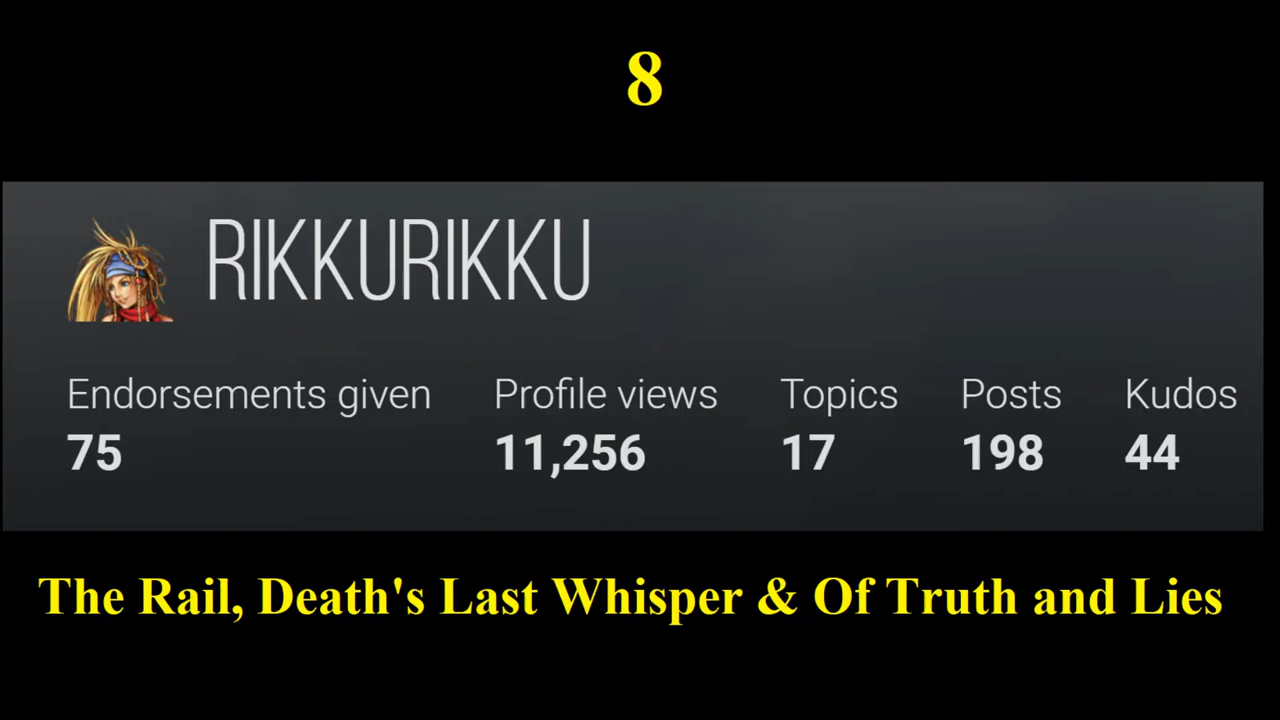 8
RIKKURIKKU
Endorsements given Profile views Topics Posts Kudos
75 11,256 17 198 44
The Rail, Death's Last Whisper & Of Truth and Lies